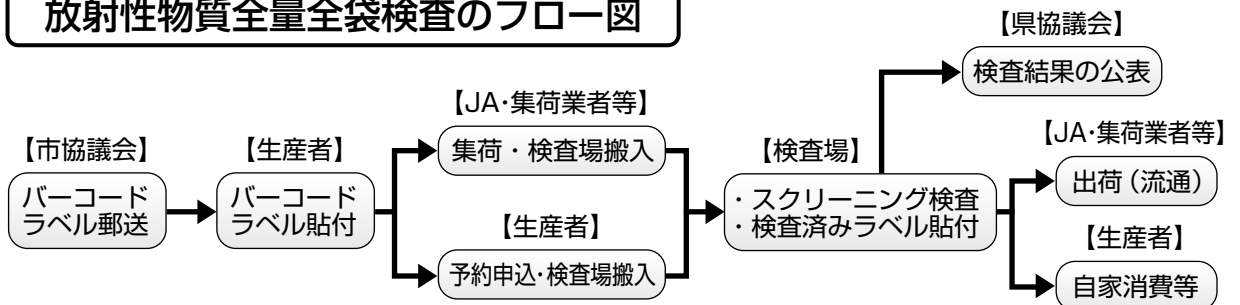 放射性物質全量全袋検査のフロー図
【市協議会】
バーコード
ラベル郵送
【生産者】
バーコード
ラベル貼付
【JA・集荷業者等】
集荷・検査場搬入
【生産者】
予約申込・検査場搬入
【検査場】
・スクリーニング検査
・検査済みラベル貼付
【県協議会】
検査結果の公表
【JA・集荷業者等】
出荷（流通）
【生産者】
自家消費等